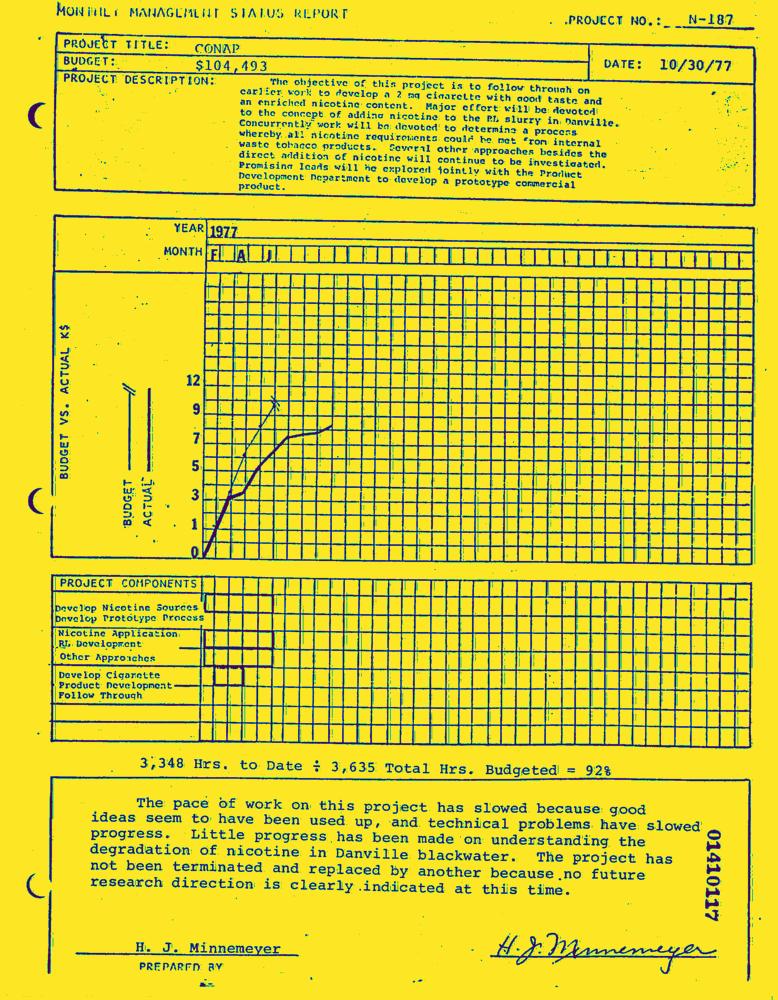 MONTHLY MANAGEMENT STATUS REPORT
PROJECT NO.: N-187
PROJECT TITLE: CONAP
BUDGET: $104,493
DATE: 10/30/77
PROJECT DESCRIPTION: The objective of this project is to follow through on
earlier work to develop a 2 mg cigarette with good taste and
an enriched nicotine content. Major effort will be devoted
to the concept of adding nicotine to the RL slurry in Danville.
Concurrently work will be devoted to determine a process
whereby all nicotine requirements could be met from internal
waste tobacco products. Several other approaches besides the
direct addition of nicotine will continue to be investigated.
Promising leads will be explored jointly with the Product
Development Department to develop a prototype commercial
product.
YEAR 1977
MONTH F A J
BUDGET VS. ACTUAL K$
BUDGET
ACTUAL
12
9
7
5
3
1
0
PROJECT COMPONENTS
Develop Nicotine Sources
Develop Prototype Process
Nicotine Application
RL Development
Other Approaches
Develop Cigarette
Product Development
Follow Through
3,348 Hrs. to Date ÷ 3,635 Total Hrs. Budgeted = 92%
The pace of work on this project has slowed because good
ideas seem to have been used up, and technical problems have slowed
progress. Little progress has been made on understanding the
degradation of nicotine in Danville blackwater. The project has
not been terminated and replaced by another because no future
research direction is clearly indicated at this time.
01410117
H. J. Minnemeyer
H. J. Minnemeyer
PREPARED BY